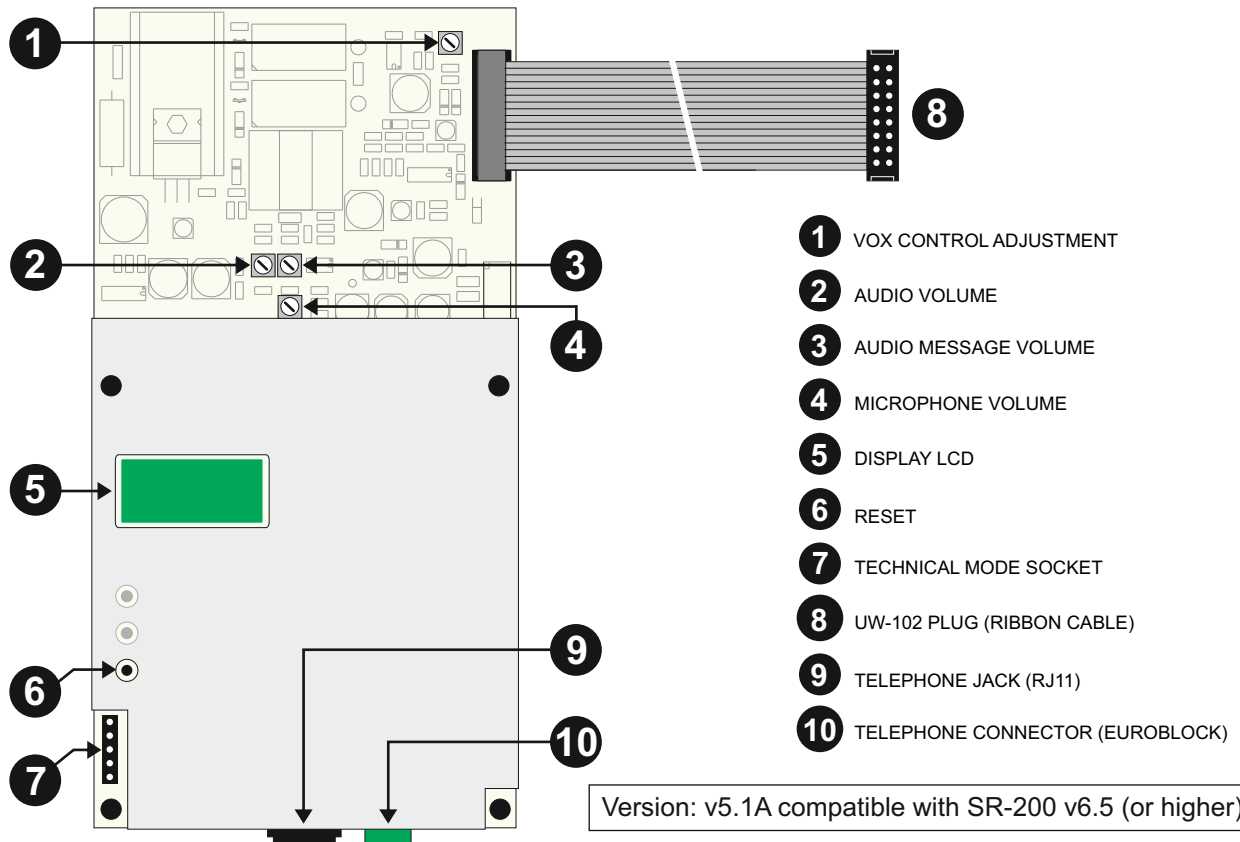 1
2
3
4
5
6
7
8
9
10
1 VOX CONTROL ADJUSTMENT
2 AUDIO VOLUME
3 AUDIO MESSAGE VOLUME
4 MICROPHONE VOLUME
5 DISPLAY LCD
6 RESET
7 TECHNICAL MODE SOCKET
8 UW-102 PLUG (RIBBON CABLE)
9 TELEPHONE JACK (RJ11)
10 TELEPHONE CONNECTOR (EUROBLOCK)
Version: v5.1A compatible with SR-200 v6.5 (or higher)